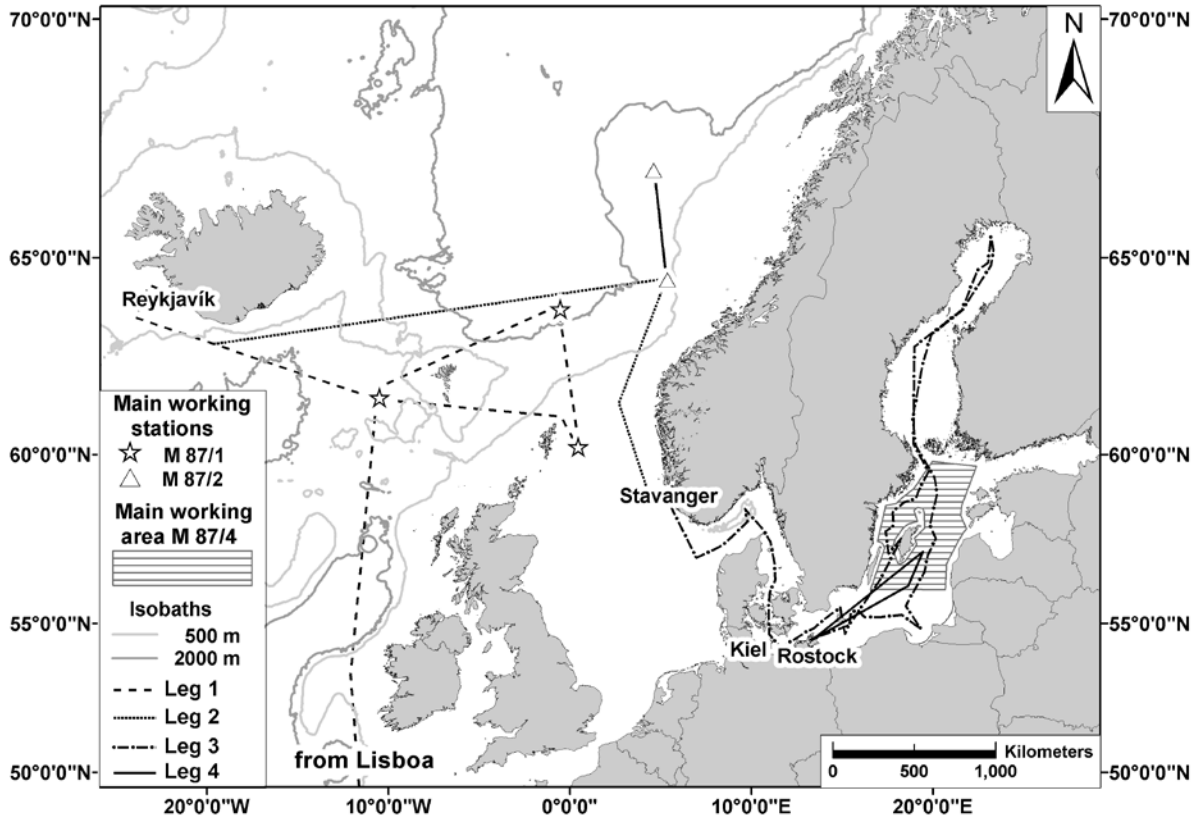 70°0'0"N
70°0'0"N
N
65°0'0"N
65°0'0"N
Reykjavík
Main working
stations
M 87/1
M 87/2
60°0'0"N
60°0'0"N
Stavanger
Main working
area M 87/4
Isobaths
500 m
2000 m
Leg 1
Leg 2
Leg 3
Leg 4
55°0'0"N
55°0'0"N
Kiel
Rostock
from Lisboa
Kilometers
0
500
1,000
50°0'0"N
50°0'0"N
20°0'0"W
10°0'0"W
0°0'0"
10°0'0"E
20°0'0"E